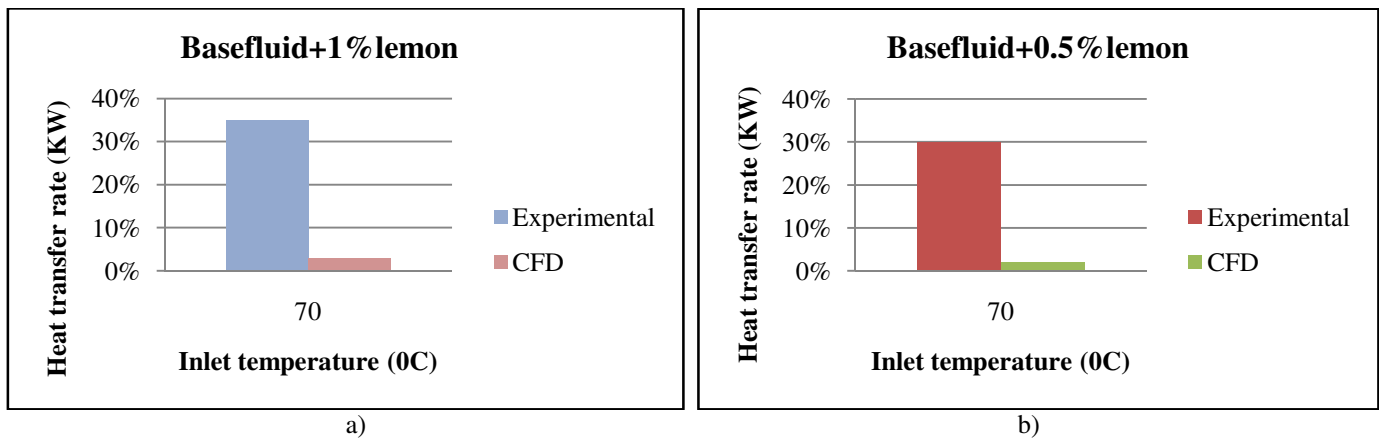 Basefluid+1%lemon
Heat transfer rate (KW)
40%
30%
20%
10%
0%
70
Inlet temperature (0C)
Experimental
CFD
a)
Basefluid+0.5%lemon
Heat transfer rate (KW)
40%
30%
20%
10%
0%
70
Inlet temperature (0C)
Experimental
CFD
b)